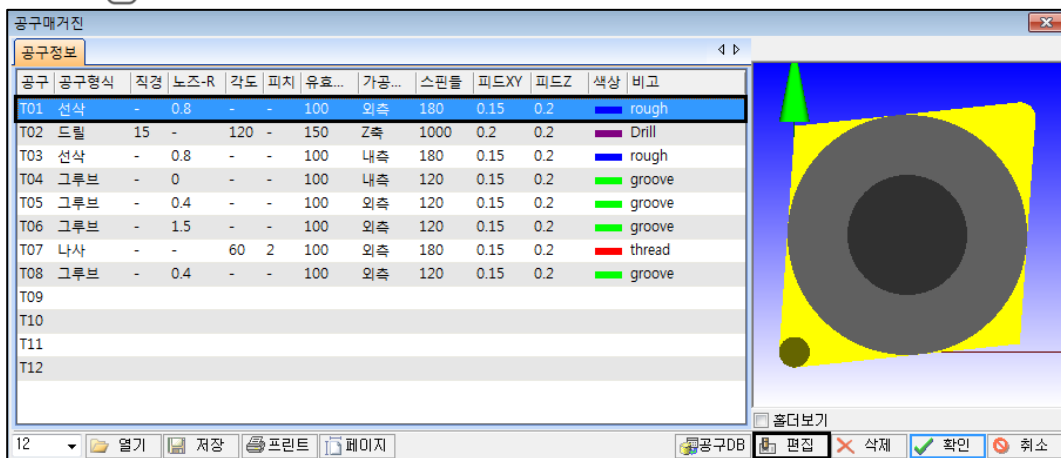 공구매거진
공구정보
공구 공구형식 직경 노즈-R 각도 피치 유효... 가공... 스핀들 피드XY 피드Z 색상 비고
T01 선삭 - 0.8 - - 100 외측 180 0.15 0.2 rough
T02 드릴 15 - 120 - 150 Z축 1000 0.2 0.2 Drill
T03 선삭 - 0.8 - - 100 내측 180 0.15 0.2 rough
T04 그루브 - 0 - - 100 내측 120 0.15 0.2 groove
T05 그루브 - 0.4 - - 100 외측 120 0.15 0.2 groove
T06 그루브 - 1.5 - - 100 외측 120 0.15 0.2 groove
T07 나사 - - 60 2 100 외측 180 0.15 0.2 thread
T08 그루브 - 0.4 - - 100 외측 120 0.15 0.2 groove
T09
T10
T11
T12
홀더보기
12 열기 저장 프린트 페이지 공구DB 편집 삭제 확인 취소